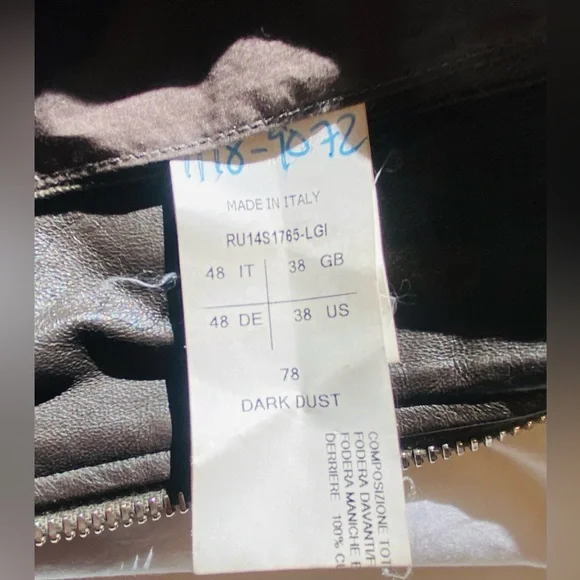 -9072
MADE IN ITALY
RU14S1765-LGI
48 IT 38 GB
48 DE 38 US
78
DARK DUST
COMPOSIZIONE TOT
FODERA DAVANTI/F
FODERA MANICHE E
DERRIERE 100% CU